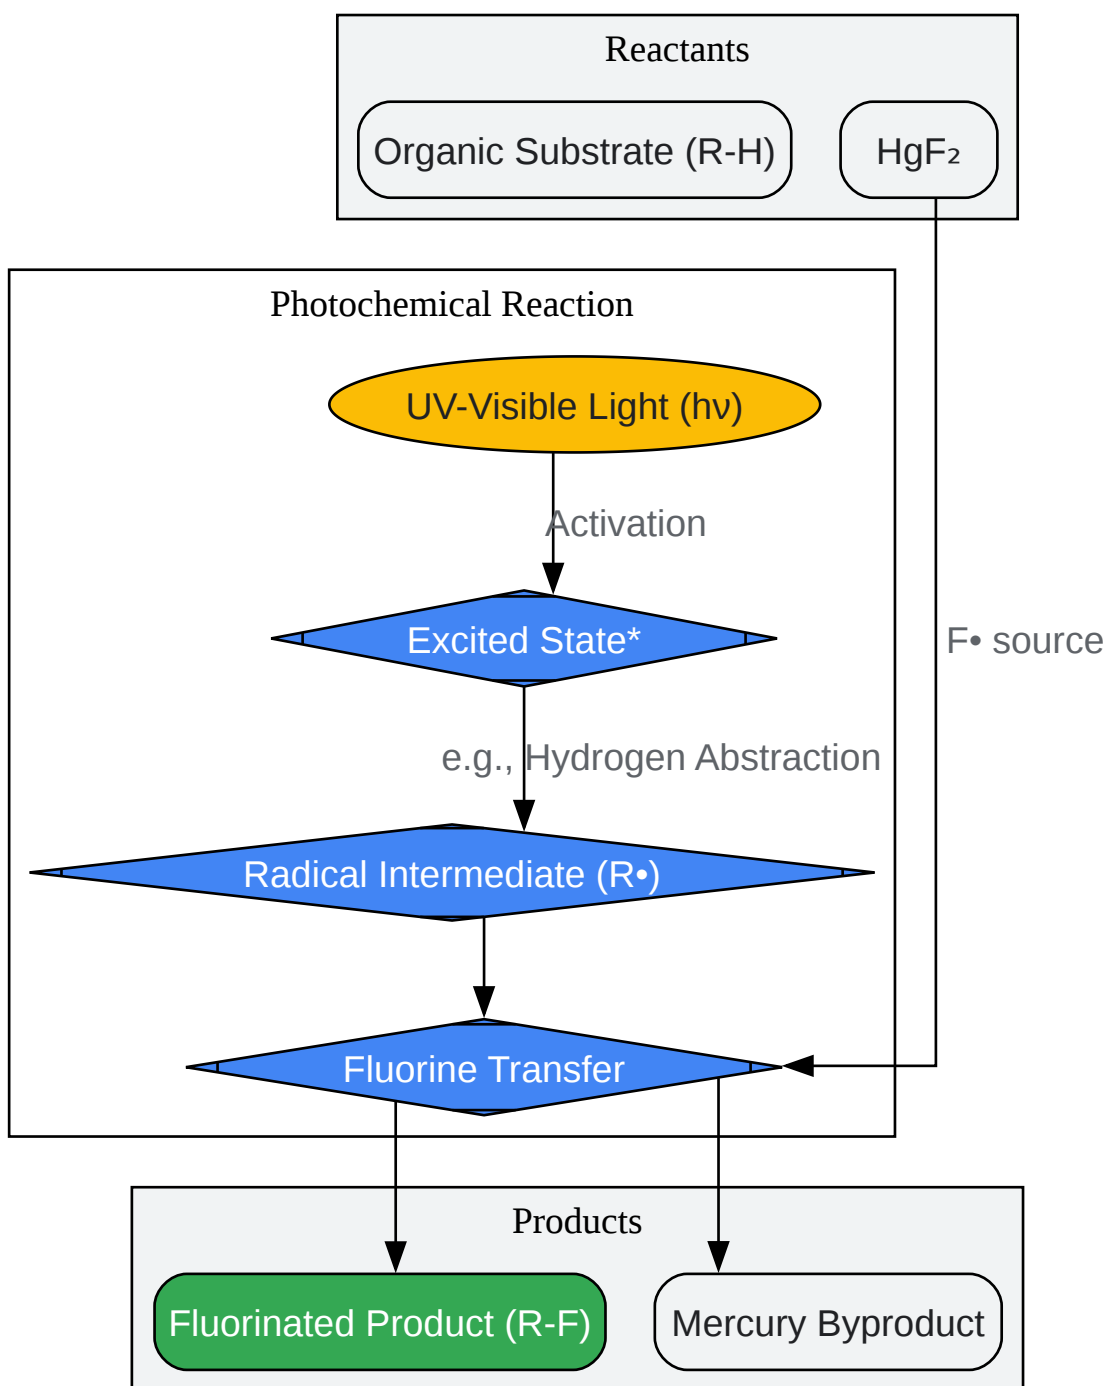 Reactants
Organic Substrate (R-H)
HgF₂
Photochemical Reaction
UV-Visible Light (hν)
Activation
Excited State*
F• source
e.g., Hydrogen Abstraction
Radical Intermediate (R•)
Fluorine Transfer
Products
Fluorinated Product (R-F)
Mercury Byproduct